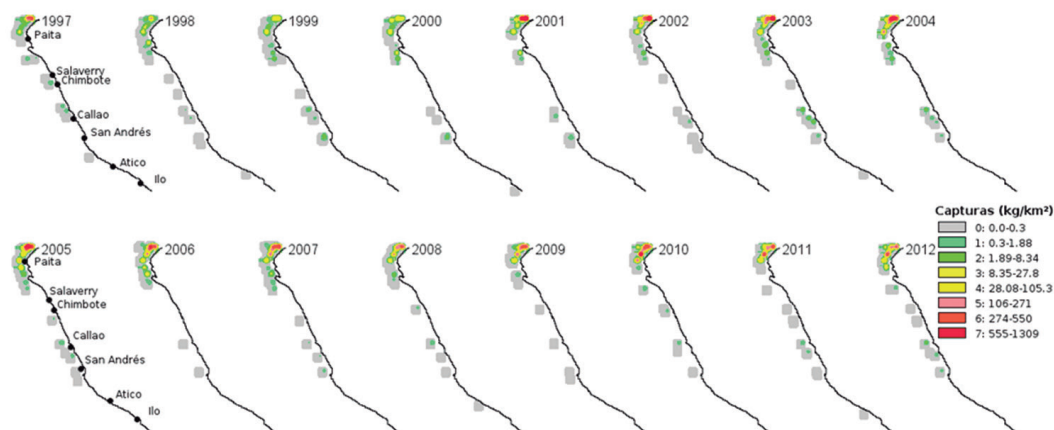 1997
1998
1999
2000
2001
2002
2003
2004
Paita
Salaverry
Chimbote
Callao
San Andrés
Atico
Ilo
2005
2006
2007
2008
2009
2010
2011
2012
Paita
Salaverry
Chimbote
Callao
San Andrés
Atico
Ilo
Capturas (kg/km²)
0: 0.0-0.3
1: 0.3-1.88
2: 1.89-8.34
3: 8.35-27.8
4: 28.08-105.3
5: 106-271
6: 274-550
7: 555-1309